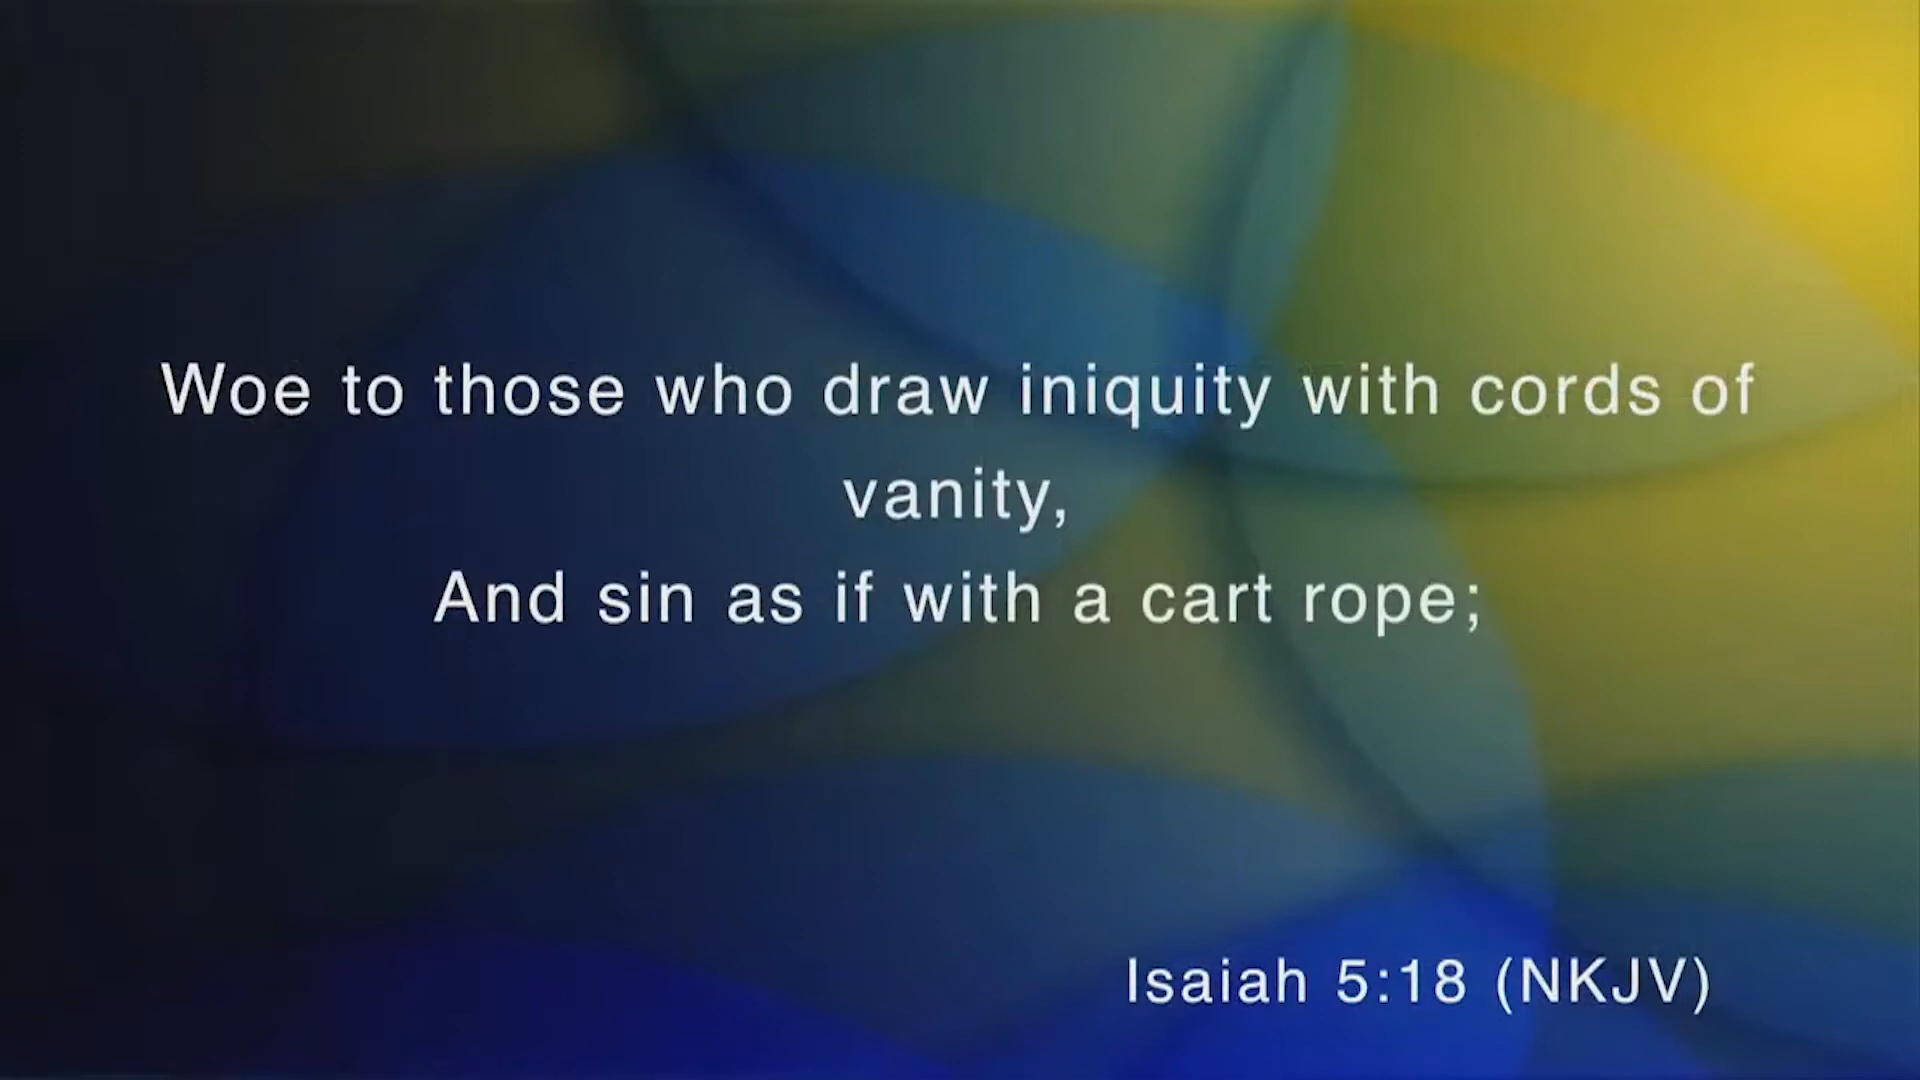 Woe to those who draw iniquity with cords of
vanity,
And sin as if with a cart rope;
Isaiah 5:18 (NKJV)